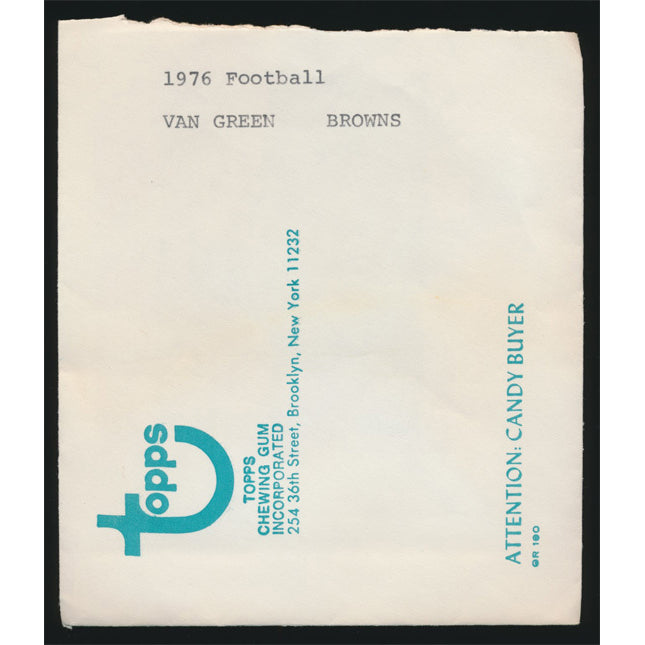 1976 Football
VAN GREEN BROWNS
topps
TOPPS
CHEWING GUM
INCORPORATED
254 36th Street, Brooklyn, New York 11232
ATTENTION: CANDY BUYER
GR 190